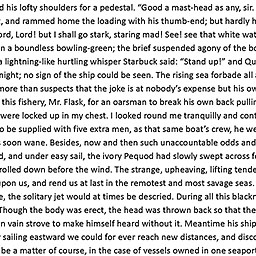 d his lofty shoulders for a pedestal. “Good a mast-head as any, sir.
t, and rammed home the loading with his thumb-end; but hardly h
ord, Lord! but I shall go stark, staring mad! See! see that white wat
n a boundless bowling-green; the brief suspended agony of the bo
a lightning-like hurtling whisper Starbuck said: “Stand up!” and Qu
night; no sign of the ship could be seen. The rising sea forbade all a
more than suspects that the joke is at nobody’s expense but his ow
this fishery, Mr. Flask, for an oarsman to break his own back pullin
were locked up in my chest. I looked round me tranquilly and cont
o be supplied with five extra men, as that same boat’s crew, he we
s soon wane. Besides, now and then such unaccountable odds and
d, and under easy sail, the ivory Pequod had slowly swept across fo
rolled down before the wind. The strange, upheaving, lifting tende
upon us, and rend us at last in the remotest and most savage seas.
e, the solitary jet would at times be descried. During all this blackn
Though the body was erect, the head was thrown back so that the
n vain strove to make himself heard without it. Meantime his ship
r sailing eastward we could for ever reach new distances, and disco
be a matter of course, in the case of vessels owned in one seaport